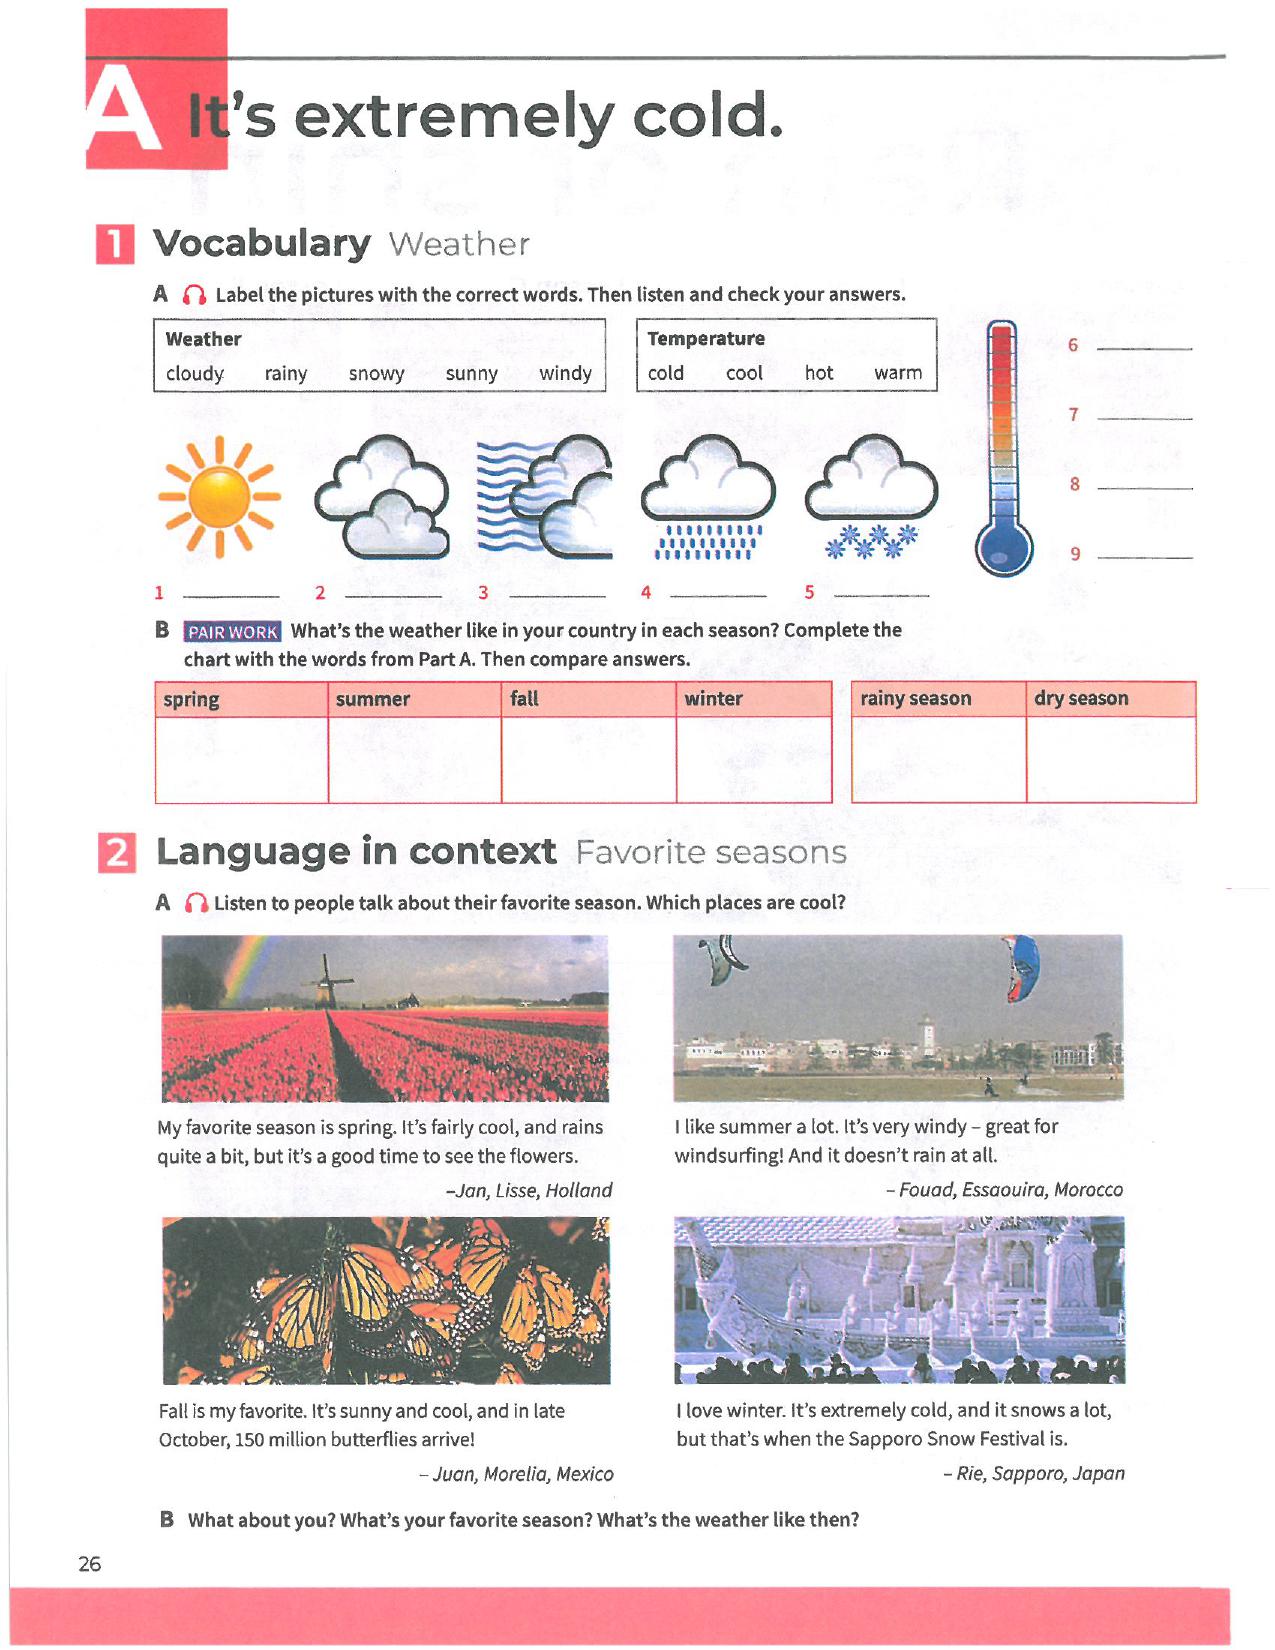 A It's extremely cold.
1 Vocabulary Weather
A Label the pictures with the correct words. Then listen and check your answers.
Weather
cloudy rainy snowy sunny windy
Temperature
cold cool hot warm
6
7
8
9
1 2 3 4 5
B PAIR WORK What's the weather like in your country in each season? Complete the
chart with the words from Part A. Then compare answers.
spring summer fall winter rainy season dry season
2 Language in context Favorite seasons
A Listen to people talk about their favorite season. Which places are cool?
My favorite season is spring. It's fairly cool, and rains
quite a bit, but it's a good time to see the flowers.
–Jan, Lisse, Holland
I like summer a lot. It's very windy – great for
windsurfing! And it doesn't rain at all.
– Fouad, Essaouira, Morocco
Fall is my favorite. It's sunny and cool, and in late
October, 150 million butterflies arrive!
– Juan, Morelia, Mexico
I love winter. It's extremely cold, and it snows a lot,
but that's when the Sapporo Snow Festival is.
– Rie, Sapporo, Japan
B What about you? What's your favorite season? What's the weather like then?
26